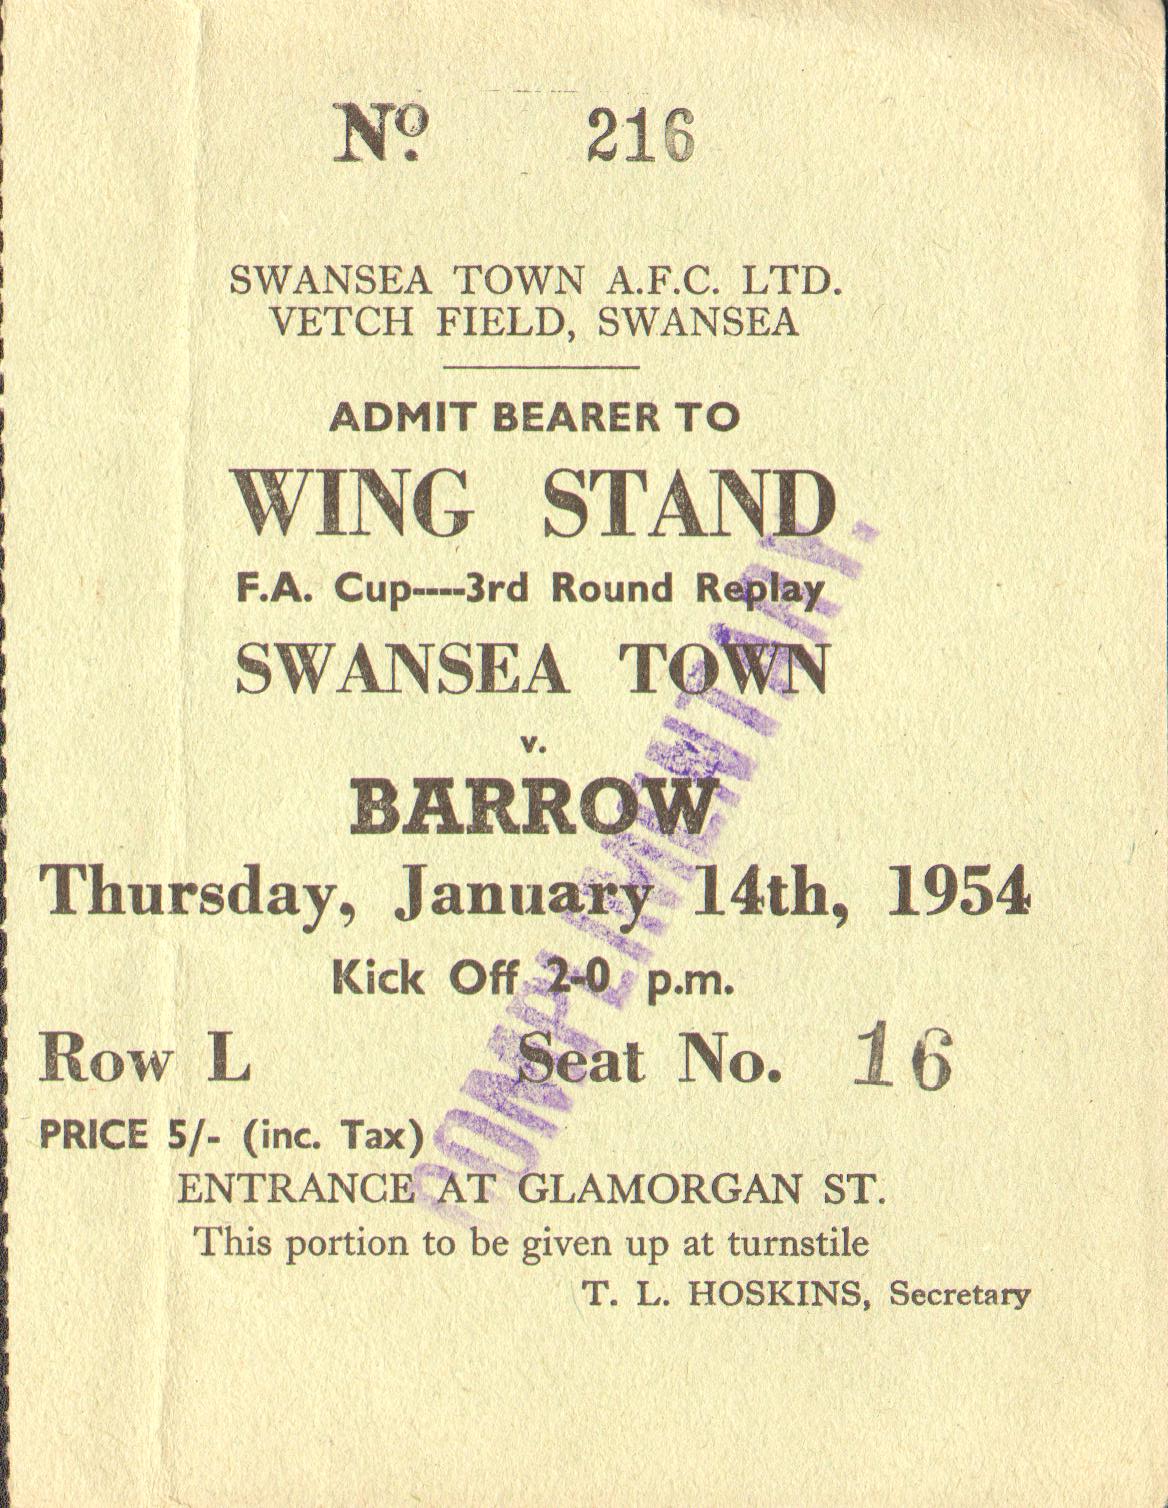 No. 216
SWANSEA TOWN A.F.C. LTD.
VETCH FIELD, SWANSEA
ADMIT BEARER TO
WING STAND
F.A. Cup----3rd Round Replay
SWANSEA TOWN
v.
BARROW
Thursday, January 14th, 1954
Kick Off 2-0 p.m.
Row L Seat No. 16
PRICE 5/- (inc. Tax)
ENTRANCE AT GLAMORGAN ST.
This portion to be given up at turnstile
T. L. HOSKINS, Secretary
COMPLIMENTARY.